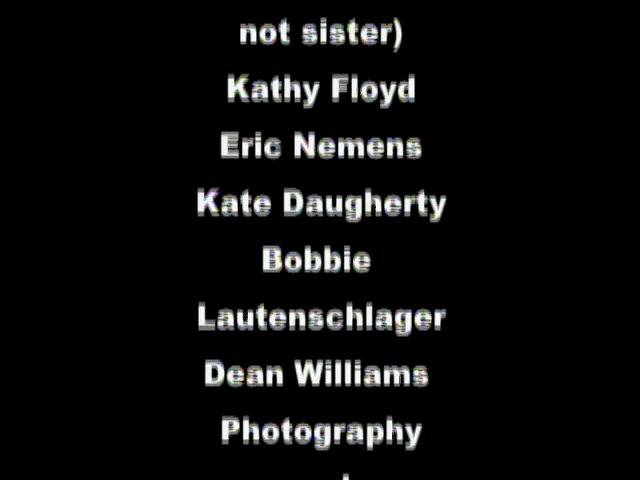 not sister)
Kathy Floyd
Eric Nemens
Kate Daugherty
Bobbie
Lautenschlager
Dean Williams
Photography